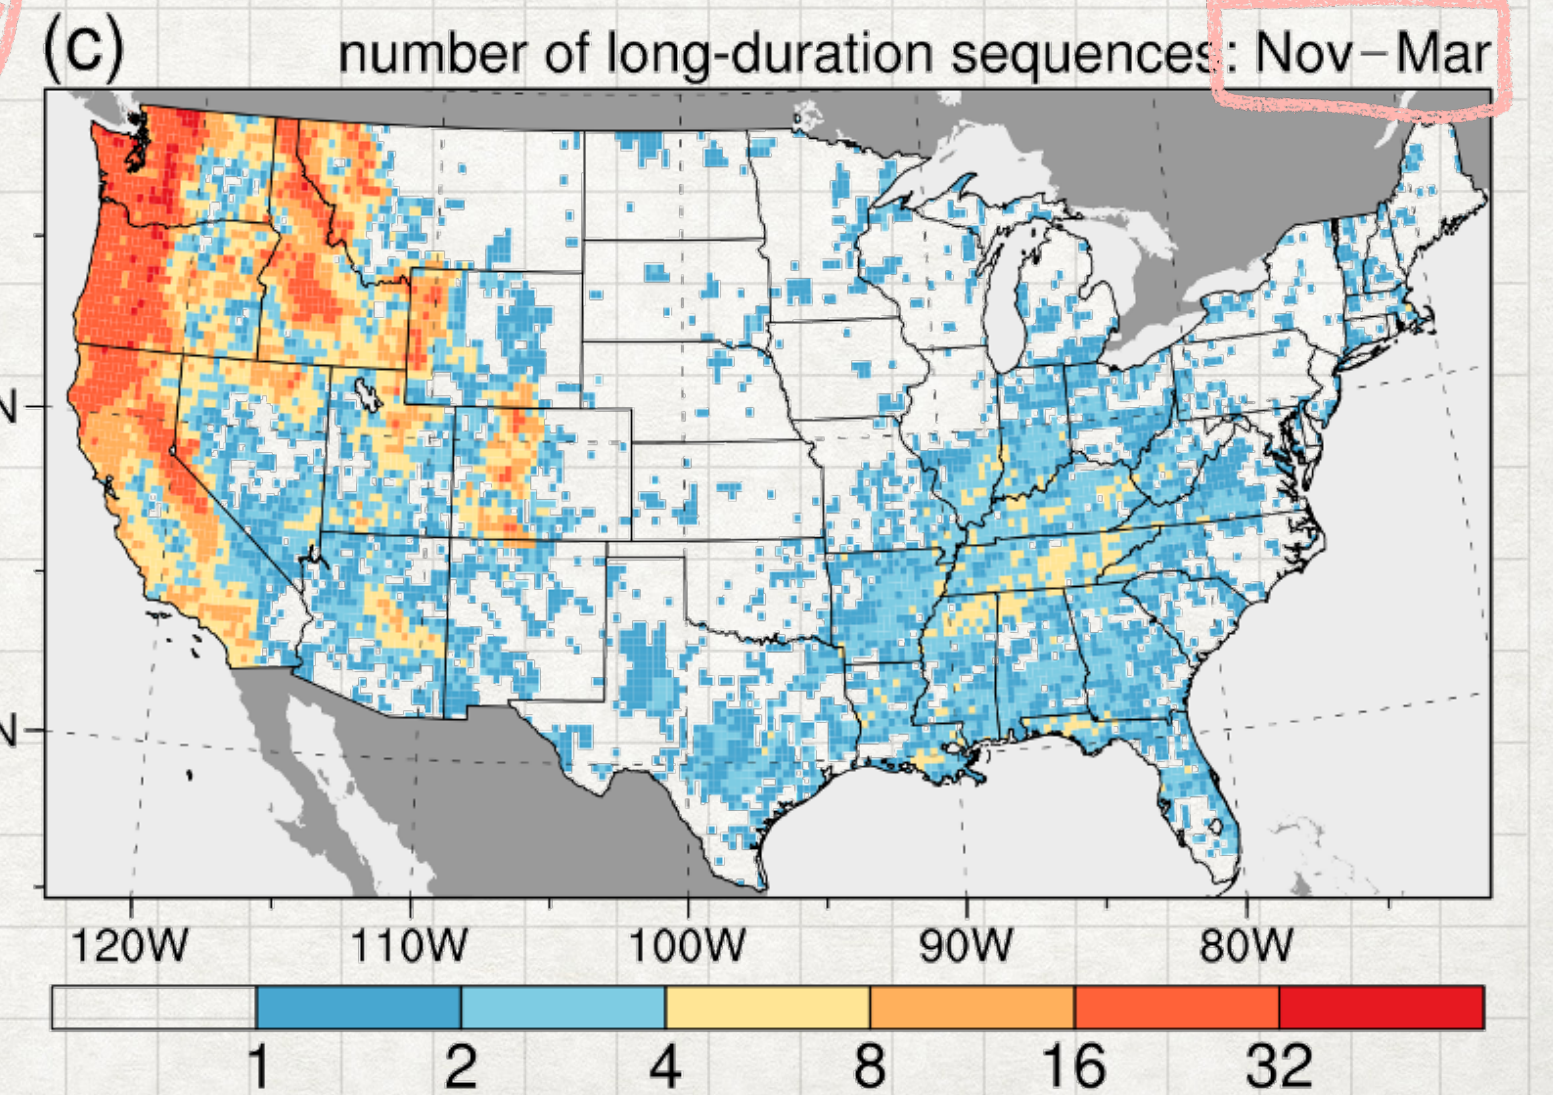 (c) number of long-duration sequences: Nov–Mar
N
N
120W 110W 100W 90W 80W
1 2 4 8 16 32